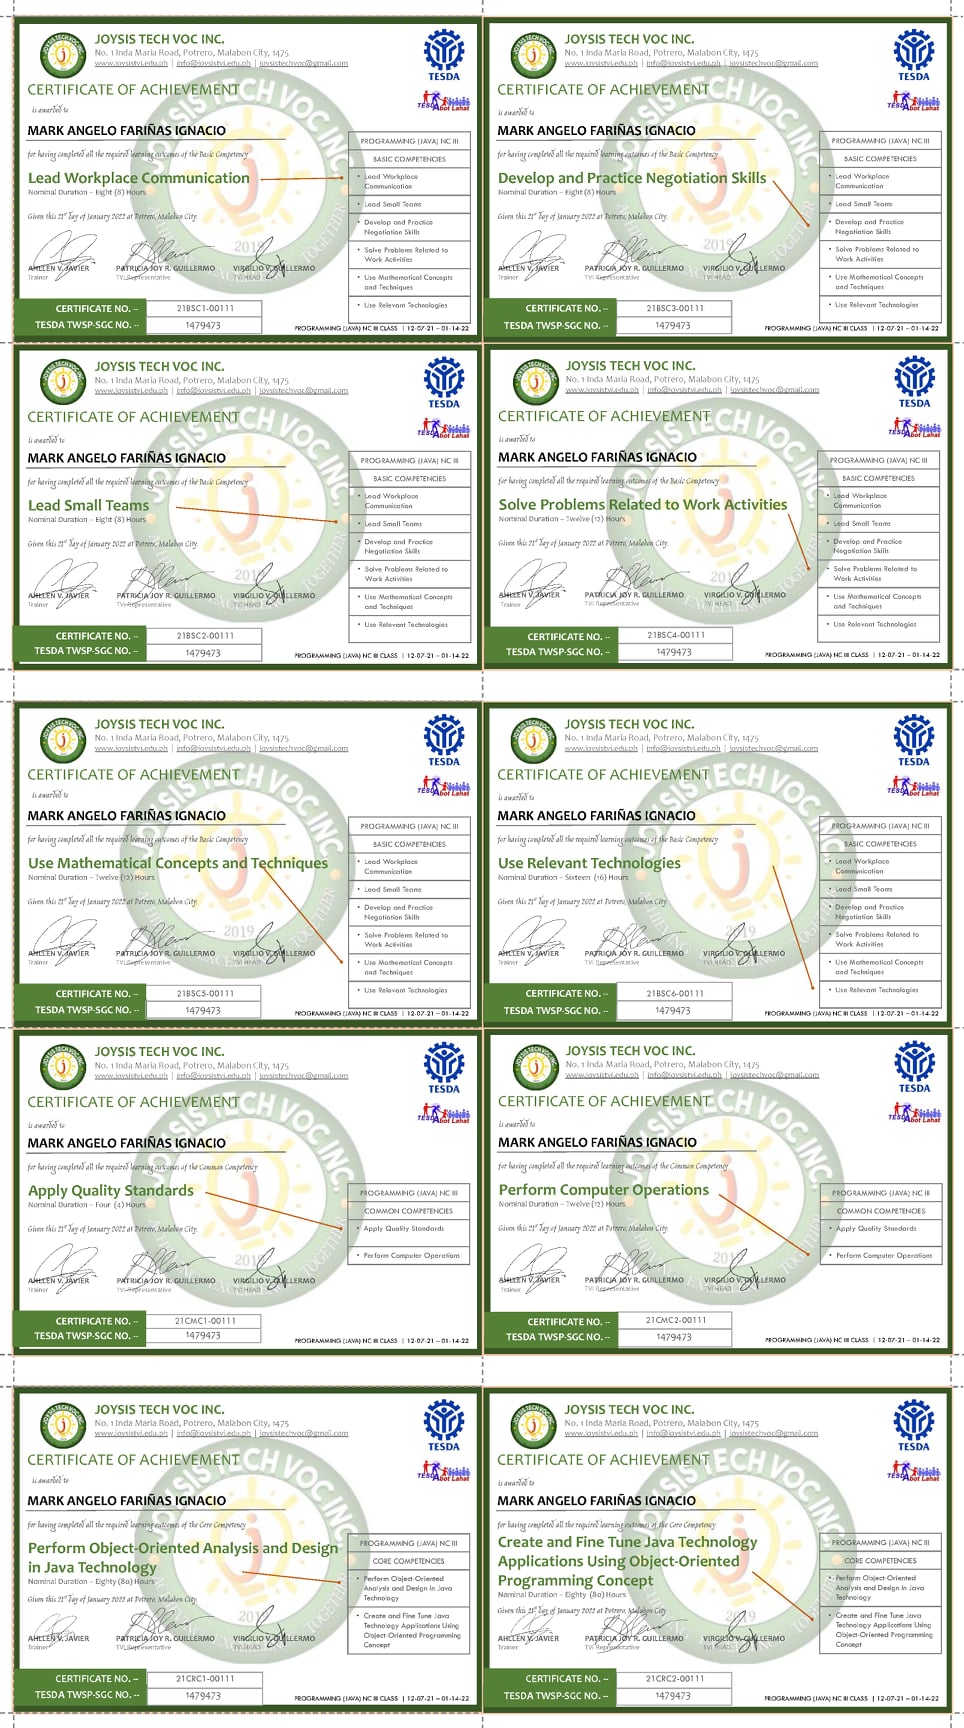 JOYSIS TECH VOC INC.
No. 1 Inda Maria Road, Potrero, Malabon City, 1475
www.joysistvi.edu.ph | info@joysistvi.edu.ph | joysistechvoc@gmail.com
TESDA
CERTIFICATE OF ACHIEVEMENT
TESDA Abot Lahat
is awarded to
MARK ANGELO FARIÑAS IGNACIO
for having completed all the required learning outcomes of the Basic Competency
Lead Workplace Communication
Nominal Duration – Eight (8) Hours
Given this 21st day of January 2022 at Potrero, Malabon City.
AHLLEN V. JAVIER PATRICIA JOY R. GUILLERMO VIRGILIO V. GUILLERMO
Trainer TVI Representative TVI HEAD
PROGRAMMING (JAVA) NC III
BASIC COMPETENCIES
• Lead Workplace
Communication
• Lead Small Teams
• Develop and Practice
Negotiation Skills
• Solve Problems Related to
Work Activities
• Use Mathematical Concepts
and Techniques
• Use Relevant Technologies
CERTIFICATE NO. -- 21BSC1-00111
TESDA TWSP-SGC NO. -- 1479473
PROGRAMMING (JAVA) NC III CLASS | 12-07-21 – 01-14-22
JOYSIS TECH VOC INC.
No. 1 Inda Maria Road, Potrero, Malabon City, 1475
www.joysistvi.edu.ph | info@joysistvi.edu.ph | joysistechvoc@gmail.com
TESDA
CERTIFICATE OF ACHIEVEMENT
TESDA Abot Lahat
is awarded to
MARK ANGELO FARIÑAS IGNACIO
for having completed all the required learning outcomes of the Basic Competency
Develop and Practice Negotiation Skills
Nominal Duration – Eight (8) Hours
Given this 21st day of January 2022 at Potrero, Malabon City.
AHLLEN V. JAVIER PATRICIA JOY R. GUILLERMO VIRGILIO V. GUILLERMO
Trainer TVI Representative TVI HEAD
PROGRAMMING (JAVA) NC III
BASIC COMPETENCIES
• Lead Workplace
Communication
• Lead Small Teams
• Develop and Practice
Negotiation Skills
• Solve Problems Related to
Work Activities
• Use Mathematical Concepts
and Techniques
• Use Relevant Technologies
CERTIFICATE NO. -- 21BSC3-00111
TESDA TWSP-SGC NO. -- 1479473
PROGRAMMING (JAVA) NC III CLASS | 12-07-21 – 01-14-22
JOYSIS TECH VOC INC.
No. 1 Inda Maria Road, Potrero, Malabon City, 1475
www.joysistvi.edu.ph | info@joysistvi.edu.ph | joysistechvoc@gmail.com
TESDA
CERTIFICATE OF ACHIEVEMENT
TESDA Abot Lahat
is awarded to
MARK ANGELO FARIÑAS IGNACIO
for having completed all the required learning outcomes of the Basic Competency
Lead Small Teams
Nominal Duration – Eight (8) Hours
Given this 21st day of January 2022 at Potrero, Malabon City.
AHLLEN V. JAVIER PATRICIA JOY R. GUILLERMO VIRGILIO V. GUILLERMO
Trainer TVI Representative TVI HEAD
PROGRAMMING (JAVA) NC III
BASIC COMPETENCIES
• Lead Workplace
Communication
• Lead Small Teams
• Develop and Practice
Negotiation Skills
• Solve Problems Related to
Work Activities
• Use Mathematical Concepts
and Techniques
• Use Relevant Technologies
CERTIFICATE NO. -- 21BSC2-00111
TESDA TWSP-SGC NO. -- 1479473
PROGRAMMING (JAVA) NC III CLASS | 12-07-21 – 01-14-22
JOYSIS TECH VOC INC.
No. 1 Inda Maria Road, Potrero, Malabon City, 1475
www.joysistvi.edu.ph | info@joysistvi.edu.ph | joysistechvoc@gmail.com
TESDA
CERTIFICATE OF ACHIEVEMENT
TESDA Abot Lahat
is awarded to
MARK ANGELO FARIÑAS IGNACIO
for having completed all the required learning outcomes of the Basic Competency
Solve Problems Related to Work Activities
Nominal Duration – Twelve (12) Hours
Given this 21st day of January 2022 at Potrero, Malabon City.
AHLLEN V. JAVIER PATRICIA JOY R. GUILLERMO VIRGILIO V. GUILLERMO
Trainer TVI Representative TVI HEAD
PROGRAMMING (JAVA) NC III
BASIC COMPETENCIES
• Lead Workplace
Communication
• Lead Small Teams
• Develop and Practice
Negotiation Skills
• Solve Problems Related to
Work Activities
• Use Mathematical Concepts
and Techniques
• Use Relevant Technologies
CERTIFICATE NO. -- 21BSC4-00111
TESDA TWSP-SGC NO. -- 1479473
PROGRAMMING (JAVA) NC III CLASS | 12-07-21 – 01-14-22
JOYSIS TECH VOC INC.
No. 1 Inda Maria Road, Potrero, Malabon City, 1475
www.joysistvi.edu.ph | info@joysistvi.edu.ph | joysistechvoc@gmail.com
TESDA
CERTIFICATE OF ACHIEVEMENT
TESDA Abot Lahat
is awarded to
MARK ANGELO FARIÑAS IGNACIO
for having completed all the required learning outcomes of the Basic Competency
Use Mathematical Concepts and Techniques
Nominal Duration – Twelve (12) Hours
Given this 21st day of January 2022 at Potrero, Malabon City.
AHLLEN V. JAVIER PATRICIA JOY R. GUILLERMO VIRGILIO V. GUILLERMO
Trainer TVI Representative TVI HEAD
PROGRAMMING (JAVA) NC III
BASIC COMPETENCIES
• Lead Workplace
Communication
• Lead Small Teams
• Develop and Practice
Negotiation Skills
• Solve Problems Related to
Work Activities
• Use Mathematical Concepts
and Techniques
• Use Relevant Technologies
CERTIFICATE NO. -- 21BSC5-00111
TESDA TWSP-SGC NO. -- 1479473
PROGRAMMING (JAVA) NC III CLASS | 12-07-21 – 01-14-22
JOYSIS TECH VOC INC.
No. 1 Inda Maria Road, Potrero, Malabon City, 1475
www.joysistvi.edu.ph | info@joysistvi.edu.ph | joysistechvoc@gmail.com
TESDA
CERTIFICATE OF ACHIEVEMENT
TESDA Abot Lahat
is awarded to
MARK ANGELO FARIÑAS IGNACIO
for having completed all the required learning outcomes of the Basic Competency
Use Relevant Technologies
Nominal Duration – Sixteen (16) Hours
Given this 21st day of January 2022 at Potrero, Malabon City.
AHLLEN V. JAVIER PATRICIA JOY R. GUILLERMO VIRGILIO V. GUILLERMO
Trainer TVI Representative TVI HEAD
PROGRAMMING (JAVA) NC III
BASIC COMPETENCIES
• Lead Workplace
Communication
• Lead Small Teams
• Develop and Practice
Negotiation Skills
• Solve Problems Related to
Work Activities
• Use Mathematical Concepts
and Techniques
• Use Relevant Technologies
CERTIFICATE NO. -- 21BSC6-00111
TESDA TWSP-SGC NO. -- 1479473
PROGRAMMING (JAVA) NC III CLASS | 12-07-21 – 01-14-22
JOYSIS TECH VOC INC.
No. 1 Inda Maria Road, Potrero, Malabon City, 1475
www.joysistvi.edu.ph | info@joysistvi.edu.ph | joysistechvoc@gmail.com
TESDA
CERTIFICATE OF ACHIEVEMENT
TESDA Abot Lahat
is awarded to
MARK ANGELO FARIÑAS IGNACIO
for having completed all the required learning outcomes of the Common Competency
Apply Quality Standards
Nominal Duration – Four (4) Hours
Given this 21st day of January 2022 at Potrero, Malabon City.
AHLLEN V. JAVIER PATRICIA JOY R. GUILLERMO VIRGILIO V. GUILLERMO
Trainer TVI Representative TVI HEAD
PROGRAMMING (JAVA) NC III
COMMON COMPETENCIES
• Apply Quality Standards
• Perform Computer Operations
CERTIFICATE NO. -- 21CMC1-00111
TESDA TWSP-SGC NO. -- 1479473
PROGRAMMING (JAVA) NC III CLASS | 12-07-21 – 01-14-22
JOYSIS TECH VOC INC.
No. 1 Inda Maria Road, Potrero, Malabon City, 1475
www.joysistvi.edu.ph | info@joysistvi.edu.ph | joysistechvoc@gmail.com
TESDA
CERTIFICATE OF ACHIEVEMENT
TESDA Abot Lahat
is awarded to
MARK ANGELO FARIÑAS IGNACIO
for having completed all the required learning outcomes of the Common Competency
Perform Computer Operations
Nominal Duration – Twelve (12) Hours
Given this 21st day of January 2022 at Potrero, Malabon City.
AHLLEN V. JAVIER PATRICIA JOY R. GUILLERMO VIRGILIO V. GUILLERMO
Trainer TVI Representative TVI HEAD
PROGRAMMING (JAVA) NC III
COMMON COMPETENCIES
• Apply Quality Standards
• Perform Computer Operations
CERTIFICATE NO. -- 21CMC2-00111
TESDA TWSP-SGC NO. -- 1479473
PROGRAMMING (JAVA) NC III CLASS | 12-07-21 – 01-14-22
JOYSIS TECH VOC INC.
No. 1 Inda Maria Road, Potrero, Malabon City, 1475
www.joysistvi.edu.ph | info@joysistvi.edu.ph | joysistechvoc@gmail.com
TESDA
CERTIFICATE OF ACHIEVEMENT
TESDA Abot Lahat
is awarded to
MARK ANGELO FARIÑAS IGNACIO
for having completed all the required learning outcomes of the Core Competency
Perform Object-Oriented Analysis and Design
in Java Technology
Nominal Duration – Eighty (80) Hours
Given this 21st day of January 2022 at Potrero, Malabon City.
AHLLEN V. JAVIER PATRICIA JOY R. GUILLERMO VIRGILIO V. GUILLERMO
Trainer TVI Representative TVI HEAD
PROGRAMMING (JAVA) NC III
CORE COMPETENCIES
• Perform Object-Oriented
Analysis and Design in Java
Technology
• Create and Fine Tune Java
Technology Applications Using
Object-Oriented Programming
Concept
CERTIFICATE NO. -- 21CRC1-00111
TESDA TWSP-SGC NO. -- 1479473
PROGRAMMING (JAVA) NC III CLASS | 12-07-21 – 01-14-22
JOYSIS TECH VOC INC.
No. 1 Inda Maria Road, Potrero, Malabon City, 1475
www.joysistvi.edu.ph | info@joysistvi.edu.ph | joysistechvoc@gmail.com
TESDA
CERTIFICATE OF ACHIEVEMENT
TESDA Abot Lahat
is awarded to
MARK ANGELO FARIÑAS IGNACIO
for having completed all the required learning outcomes of the Core Competency
Create and Fine Tune Java Technology
Applications Using Object-Oriented
Programming Concept
Nominal Duration – Eighty (80) Hours
Given this 21st day of January 2022 at Potrero, Malabon City.
AHLLEN V. JAVIER PATRICIA JOY R. GUILLERMO VIRGILIO V. GUILLERMO
Trainer TVI Representative TVI HEAD
PROGRAMMING (JAVA) NC III
CORE COMPETENCIES
• Perform Object-Oriented
Analysis and Design in Java
Technology
• Create and Fine Tune Java
Technology Applications Using
Object-Oriented Programming
Concept
CERTIFICATE NO. -- 21CRC2-00111
TESDA TWSP-SGC NO. -- 1479473
PROGRAMMING (JAVA) NC III CLASS | 12-07-21 – 01-14-22